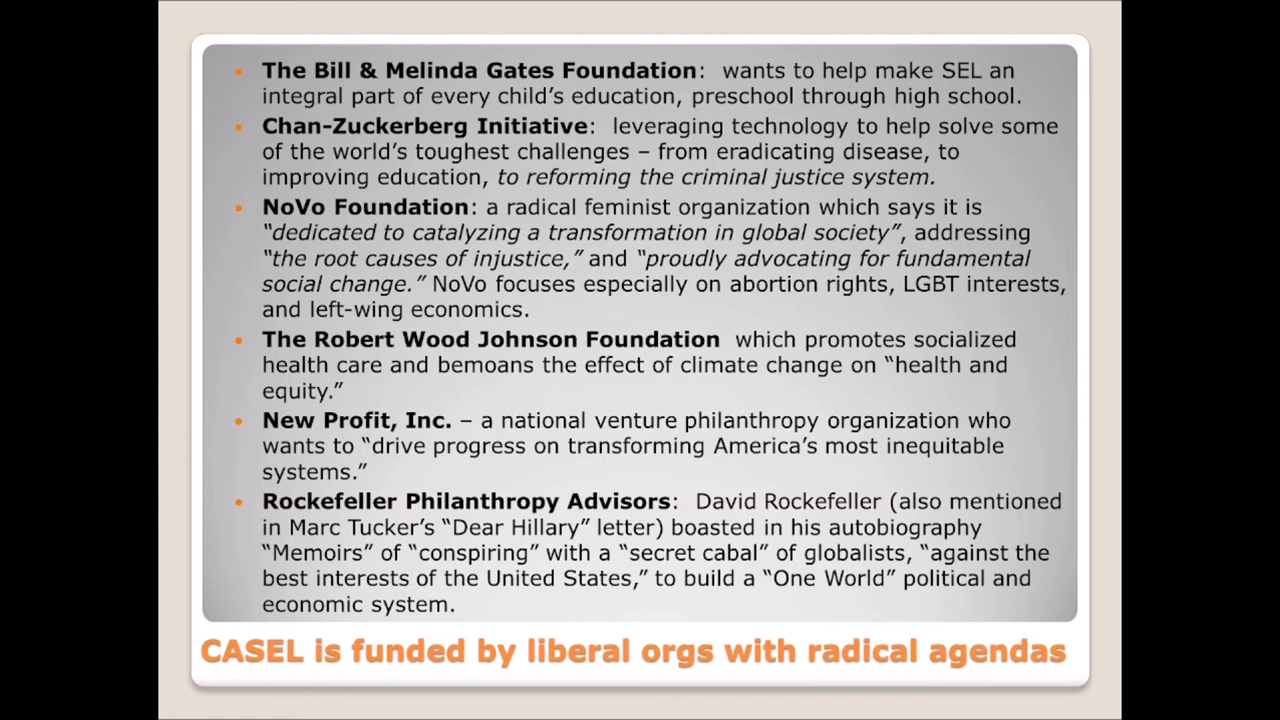 • The Bill & Melinda Gates Foundation: wants to help make SEL an
integral part of every child’s education, preschool through high school.
• Chan-Zuckerberg Initiative: leveraging technology to help solve some
of the world’s toughest challenges – from eradicating disease, to
improving education, to reforming the criminal justice system.
• NoVo Foundation: a radical feminist organization which says it is
“dedicated to catalyzing a transformation in global society”, addressing
“the root causes of injustice,” and “proudly advocating for fundamental
social change.” NoVo focuses especially on abortion rights, LGBT interests,
and left-wing economics.
• The Robert Wood Johnson Foundation which promotes socialized
health care and bemoans the effect of climate change on “health and
equity.”
• New Profit, Inc. – a national venture philanthropy organization who
wants to “drive progress on transforming America’s most inequitable
systems.”
• Rockefeller Philanthropy Advisors: David Rockefeller (also mentioned
in Marc Tucker’s “Dear Hillary” letter) boasted in his autobiography
“Memoirs” of “conspiring” with a “secret cabal” of globalists, “against the
best interests of the United States,” to build a “One World” political and
economic system.
CASEL is funded by liberal orgs with radical agendas